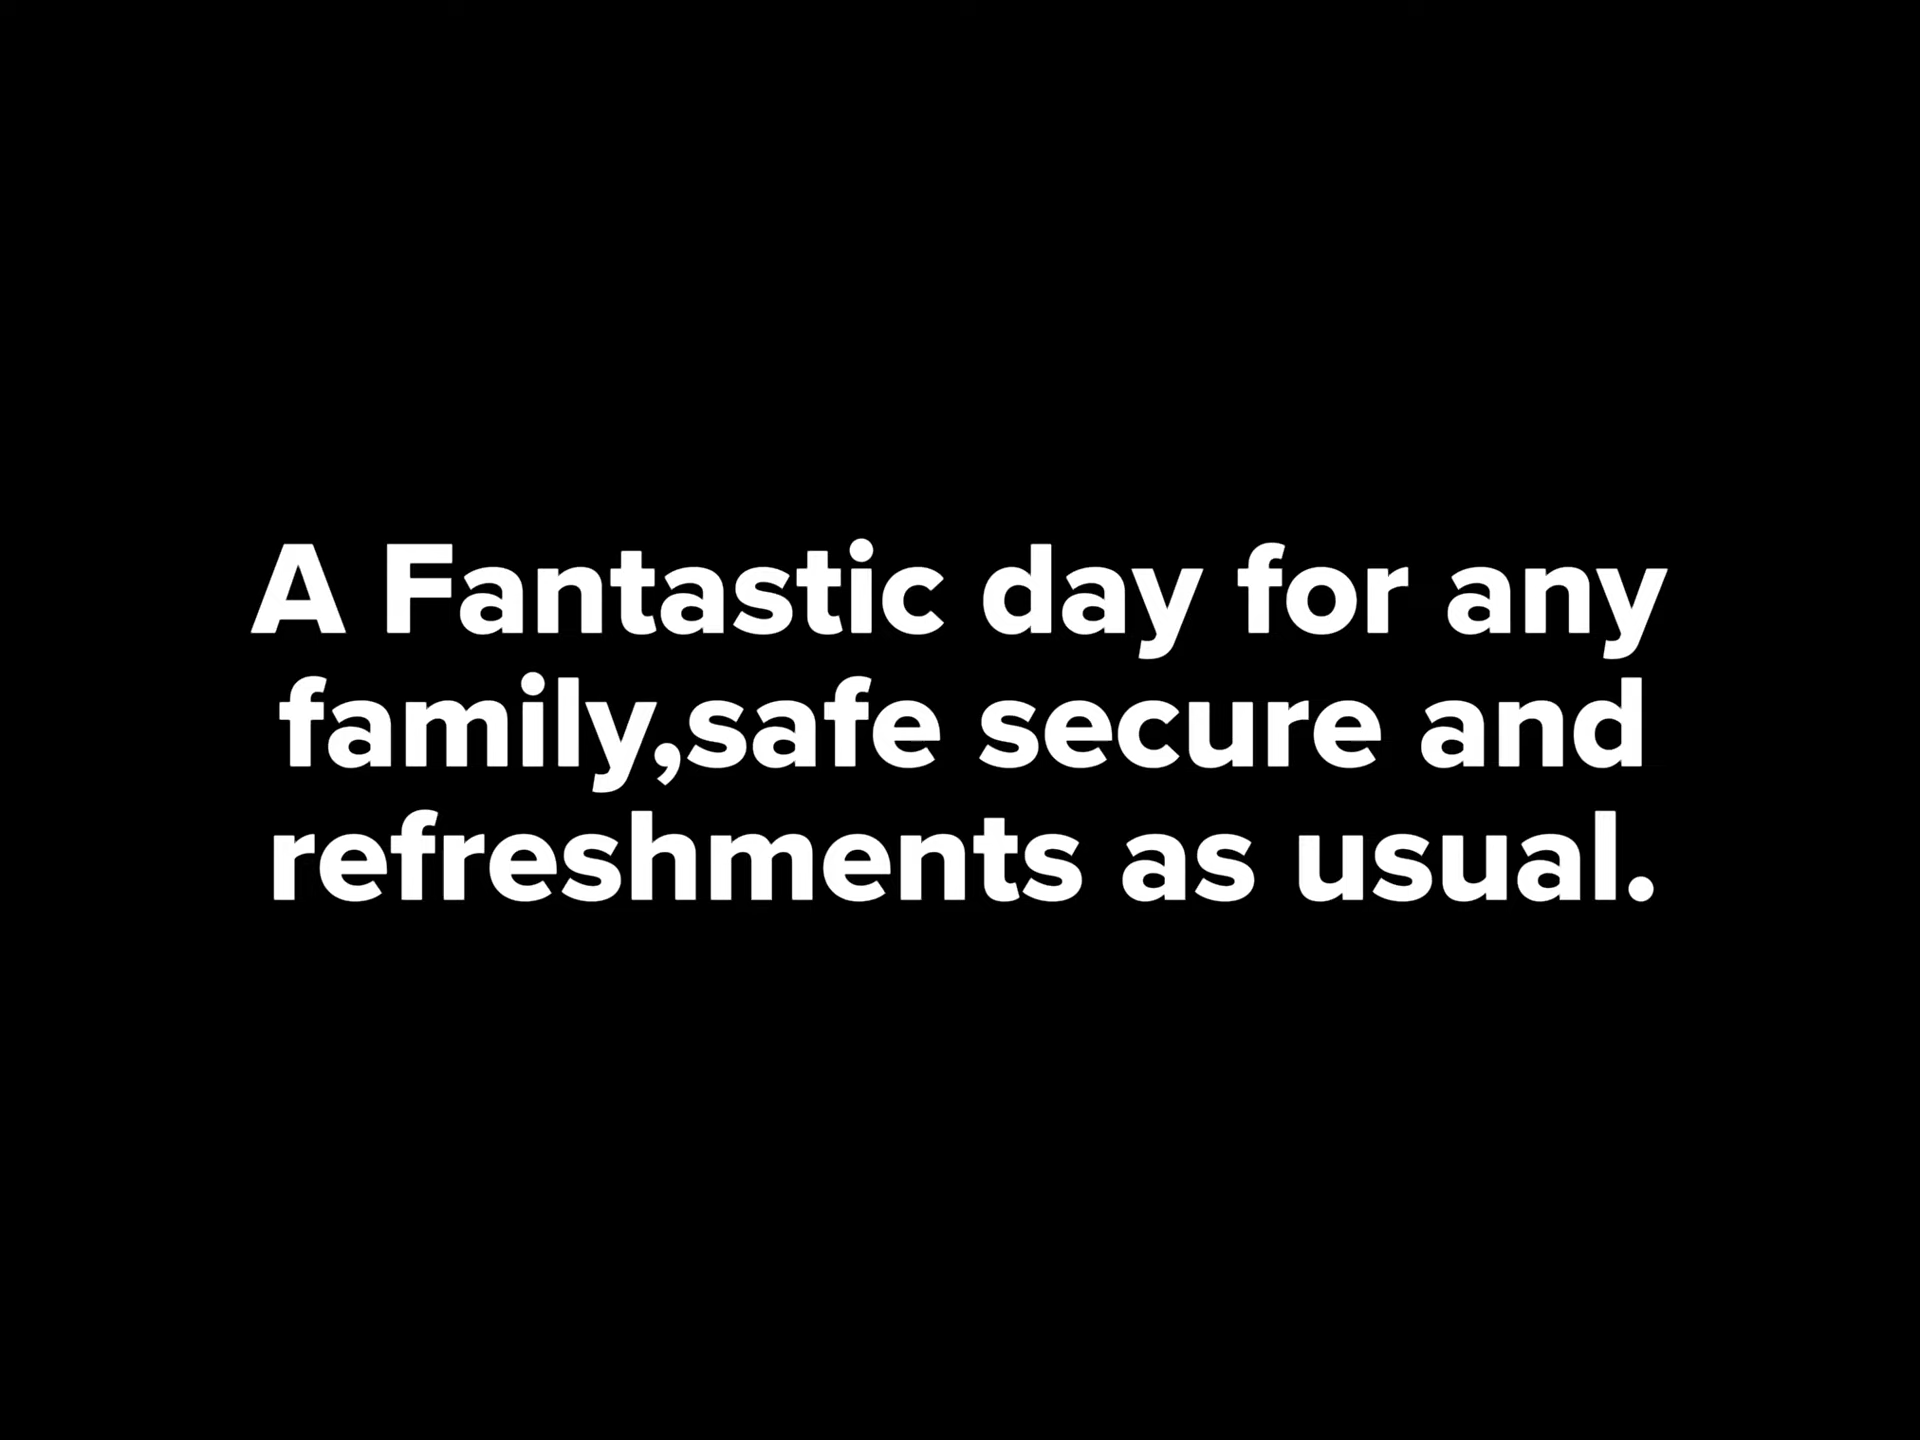 A Fantastic day for any
family,safe secure and
refreshments as usual.